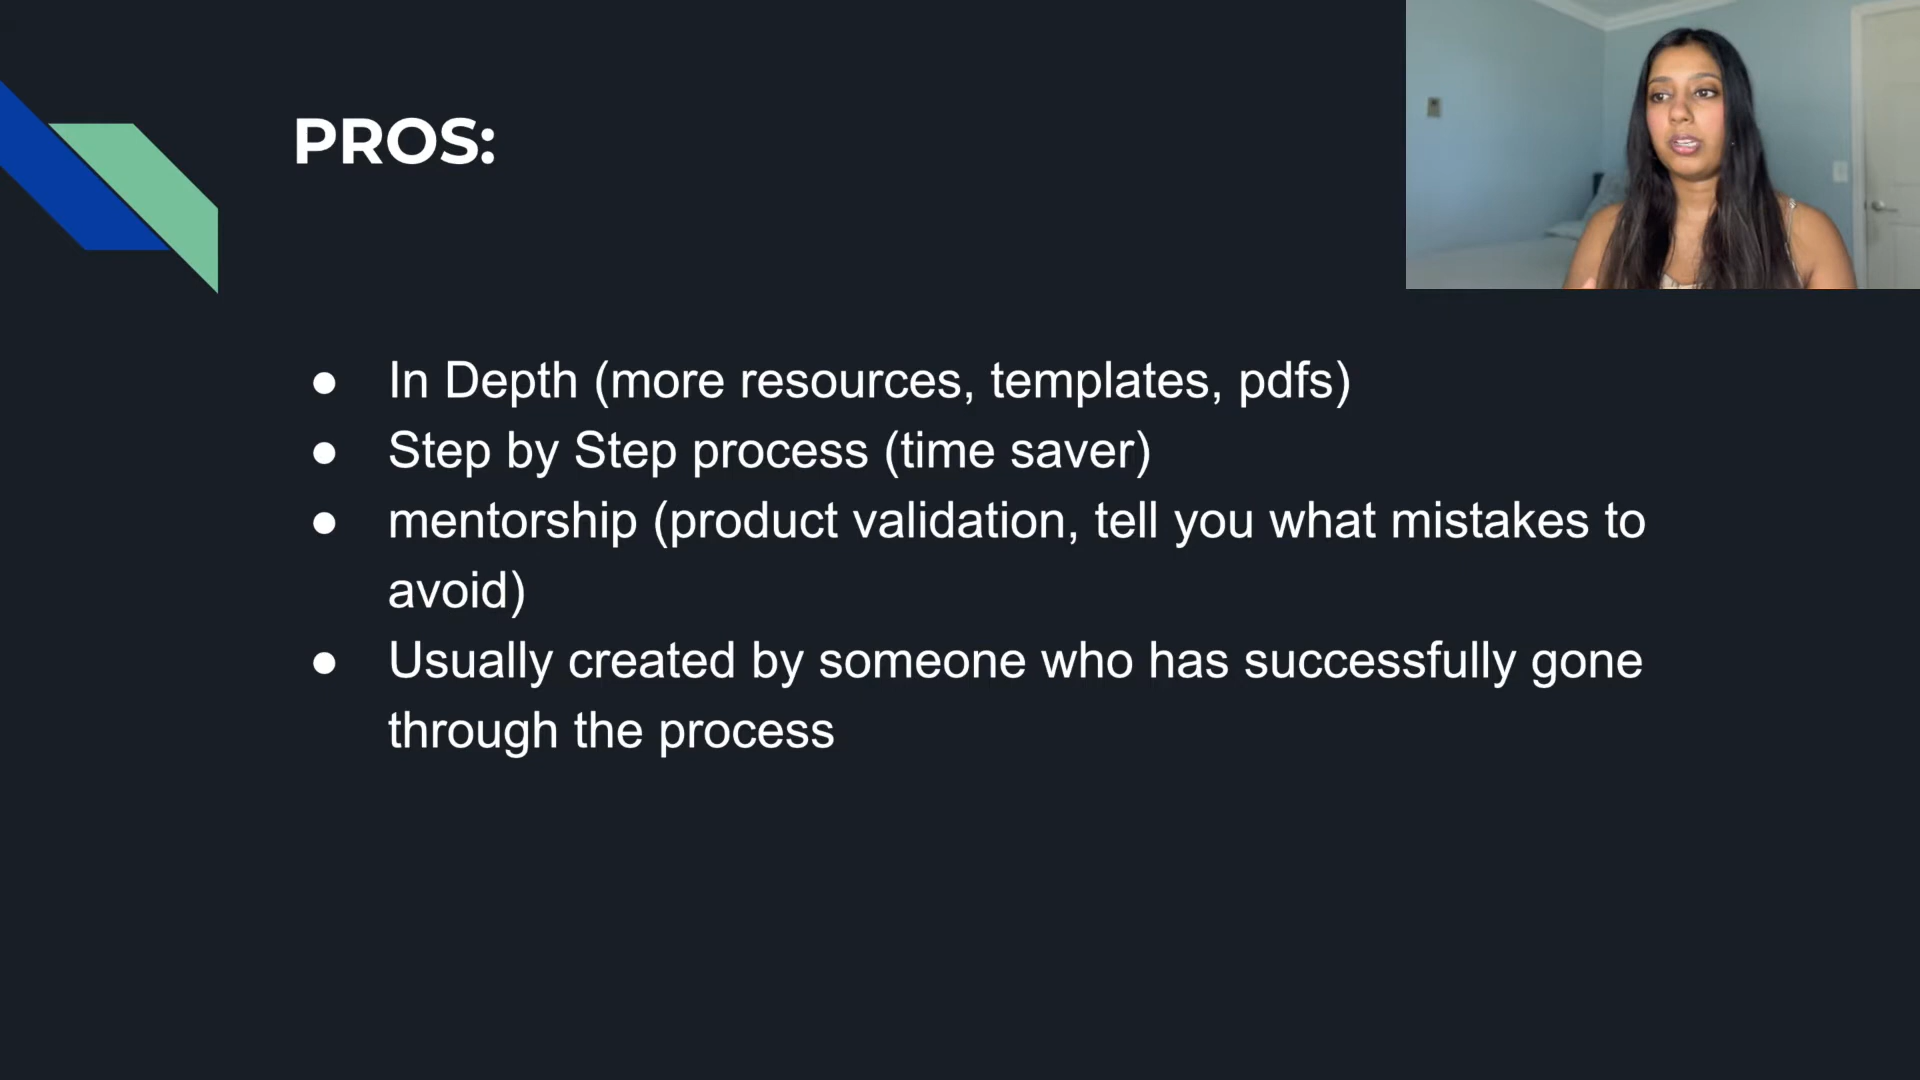 PROS:
● In Depth (more resources, templates, pdfs)
● Step by Step process (time saver)
● mentorship (product validation, tell you what mistakes to
avoid)
● Usually created by someone who has successfully gone
through the process